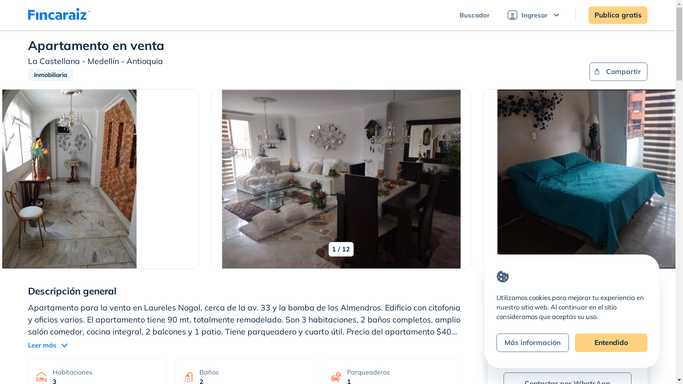 Fincaraiz
Buscador
Ingresar
Publica gratis
Apartamento en venta
La Castellana - Medellín - Antioquia
Inmobiliaria
Compartir
1 / 12
Descripción general
Apartamento para la venta en Laureles Nogal, cerca de la av. 33 y la bomba de los Almendros. Edificio con citofonia
y oficios varios. El apartamento tiene 90 mt, totalmente remodelado. Son 3 habitaciones, 2 baños completos, amplio
salón comedor, cocina integral, 2 balcones y 1 patio. Tiene parqueadero y cuarto útil. Precio del apartamento $40...
Leer más
Habitaciones
3
Baños
2
Parqueaderos
1
Utilizamos cookies para mejorar tu experiencia en
nuestro sitio web. Al continuar en el sitio
consideramos que aceptas su uso.
Más información
Entendido
Contactar por WhatsApp